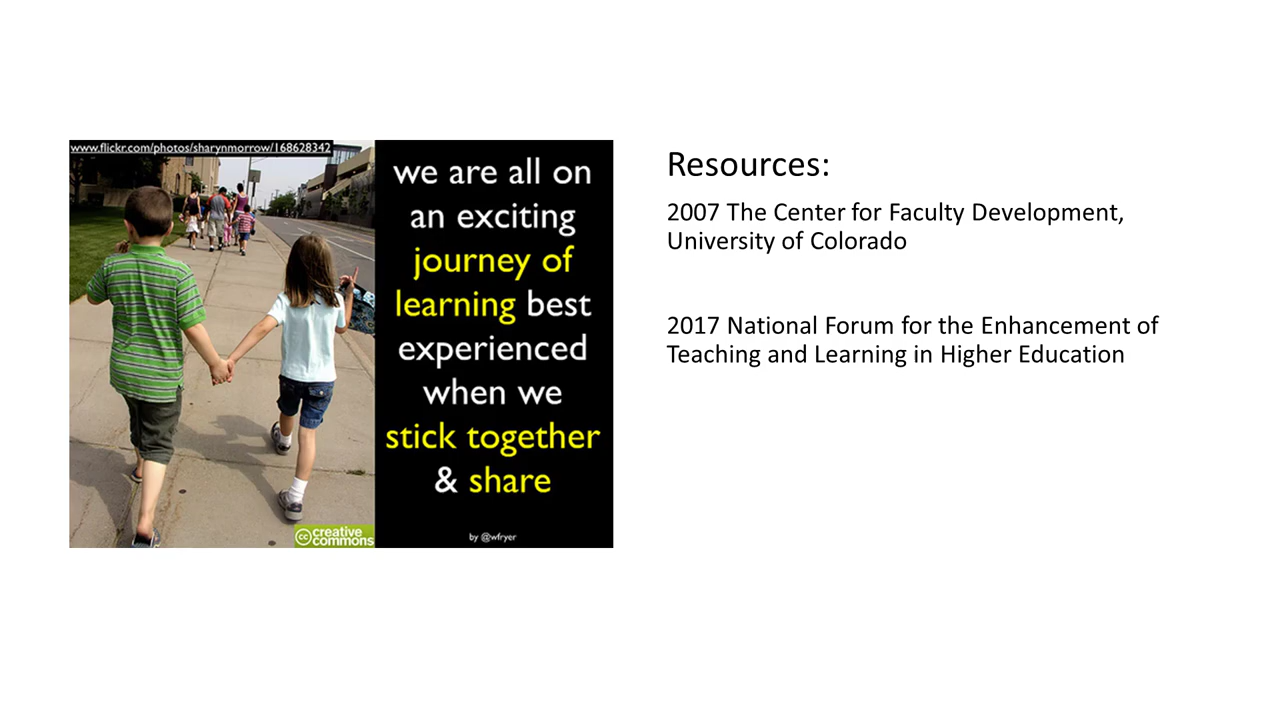 www.flickr.com/photos/sharynmorrow/168628342
we are all on
an exciting
journey of
learning best
experienced
when we
stick together
& share
cc creative
commons
by @wfryer
Resources:
2007 The Center for Faculty Development,
University of Colorado
2017 National Forum for the Enhancement of
Teaching and Learning in Higher Education